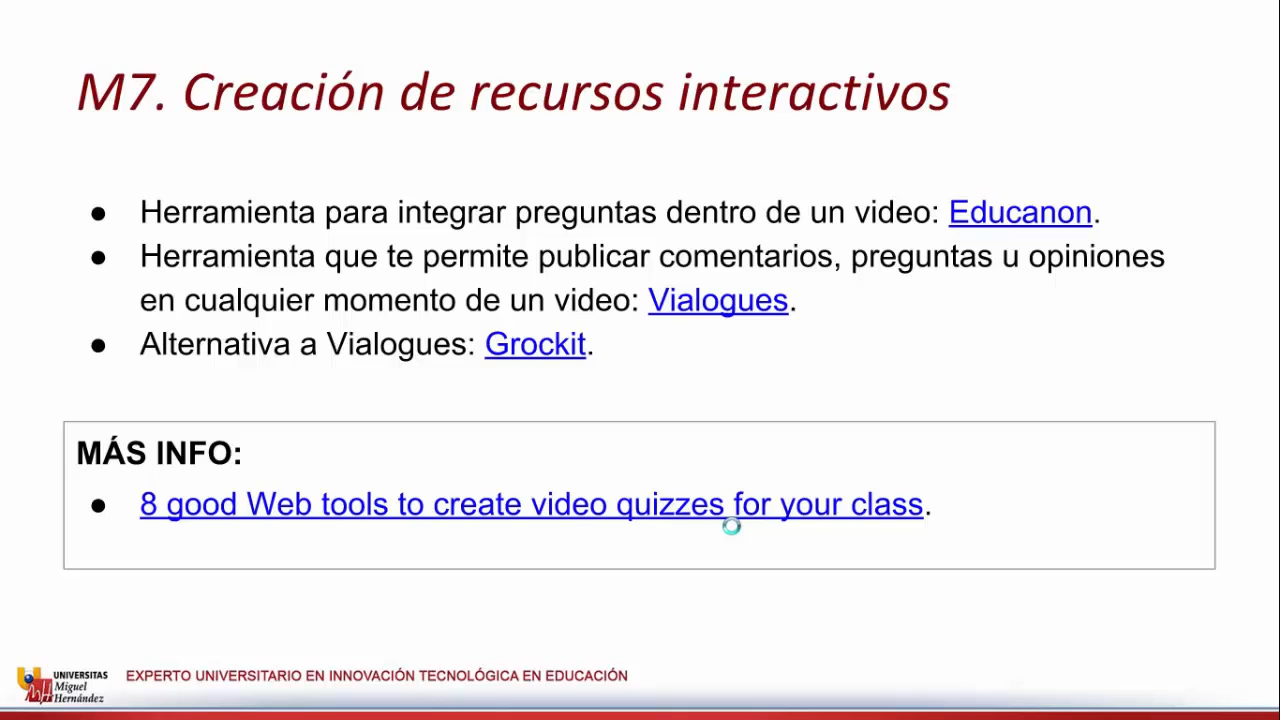 M7. Creación de recursos interactivos
● Herramienta para integrar preguntas dentro de un video: Educanon.
● Herramienta que te permite publicar comentarios, preguntas u opiniones
en cualquier momento de un video: Vialogues.
● Alternativa a Vialogues: Grockit.
MÁS INFO:
● 8 good Web tools to create video quizzes for your class.
UNIVERSITAS
Miguel
Hernández
EXPERTO UNIVERSITARIO EN INNOVACIÓN TECNOLÓGICA EN EDUCACIÓN